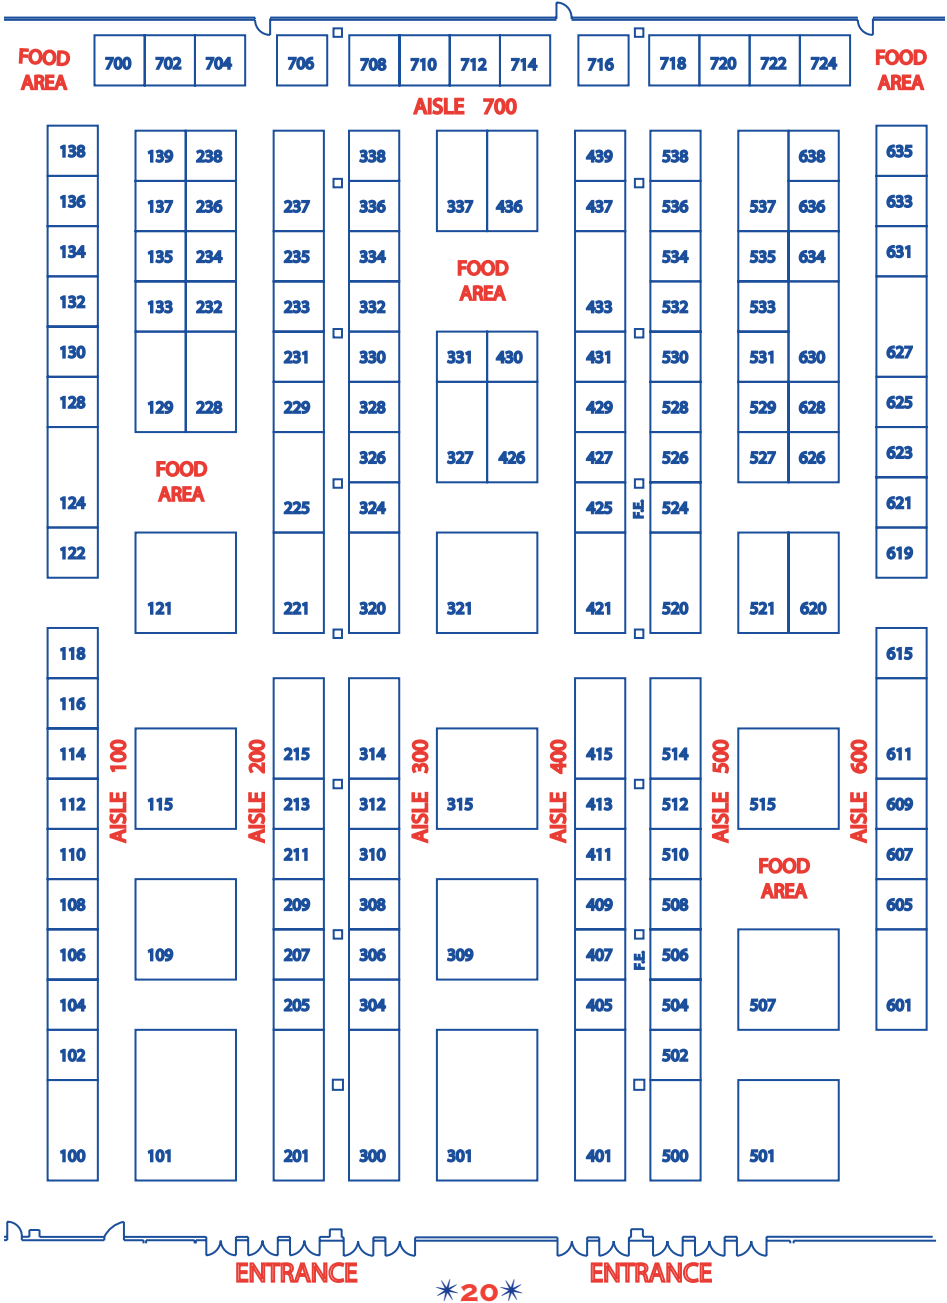 FOOD AREA 700 702 704 706 708 710 712 714 716 718 720 722 724 FOOD AREA
AISLE 700
138 139 238 338 439 538 638 635
136 137 236 237 336 337 436 437 536 537 636 633
134 135 234 235 334 534 535 634 631
FOOD
AREA
132 133 232 233 332 433 532 533
130 231 330 331 430 431 530 531 630 627
128 129 228 229 328 429 528 529 628 625
326 327 426 427 526 527 626 623
FOOD
AREA
124 225 324 425 F.E. 524 621
122 619
121 221 320 321 421 520 521 620
118 615
116
114 AISLE 100 AISLE 200 215 314 AISLE 300 AISLE 400 415 514 AISLE 500 AISLE 600 611
112 115 213 312 315 413 512 515 609
110 211 310 411 510 607
FOOD
AREA
108 209 308 409 508 605
106 109 207 306 309 407 F.E. 506
104 205 304 405 504 507 601
102 502
100 101 201 300 301 401 500 501
ENTRANCE ENTRANCE
20